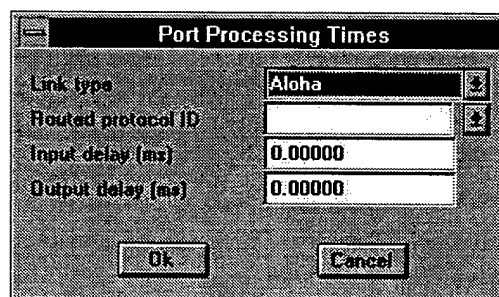 Port Processing Times
Link type Aloha
Routed protocol ID
Input delay (ms) 0.00000
Output delay (ms) 0.00000
Ok Cancel